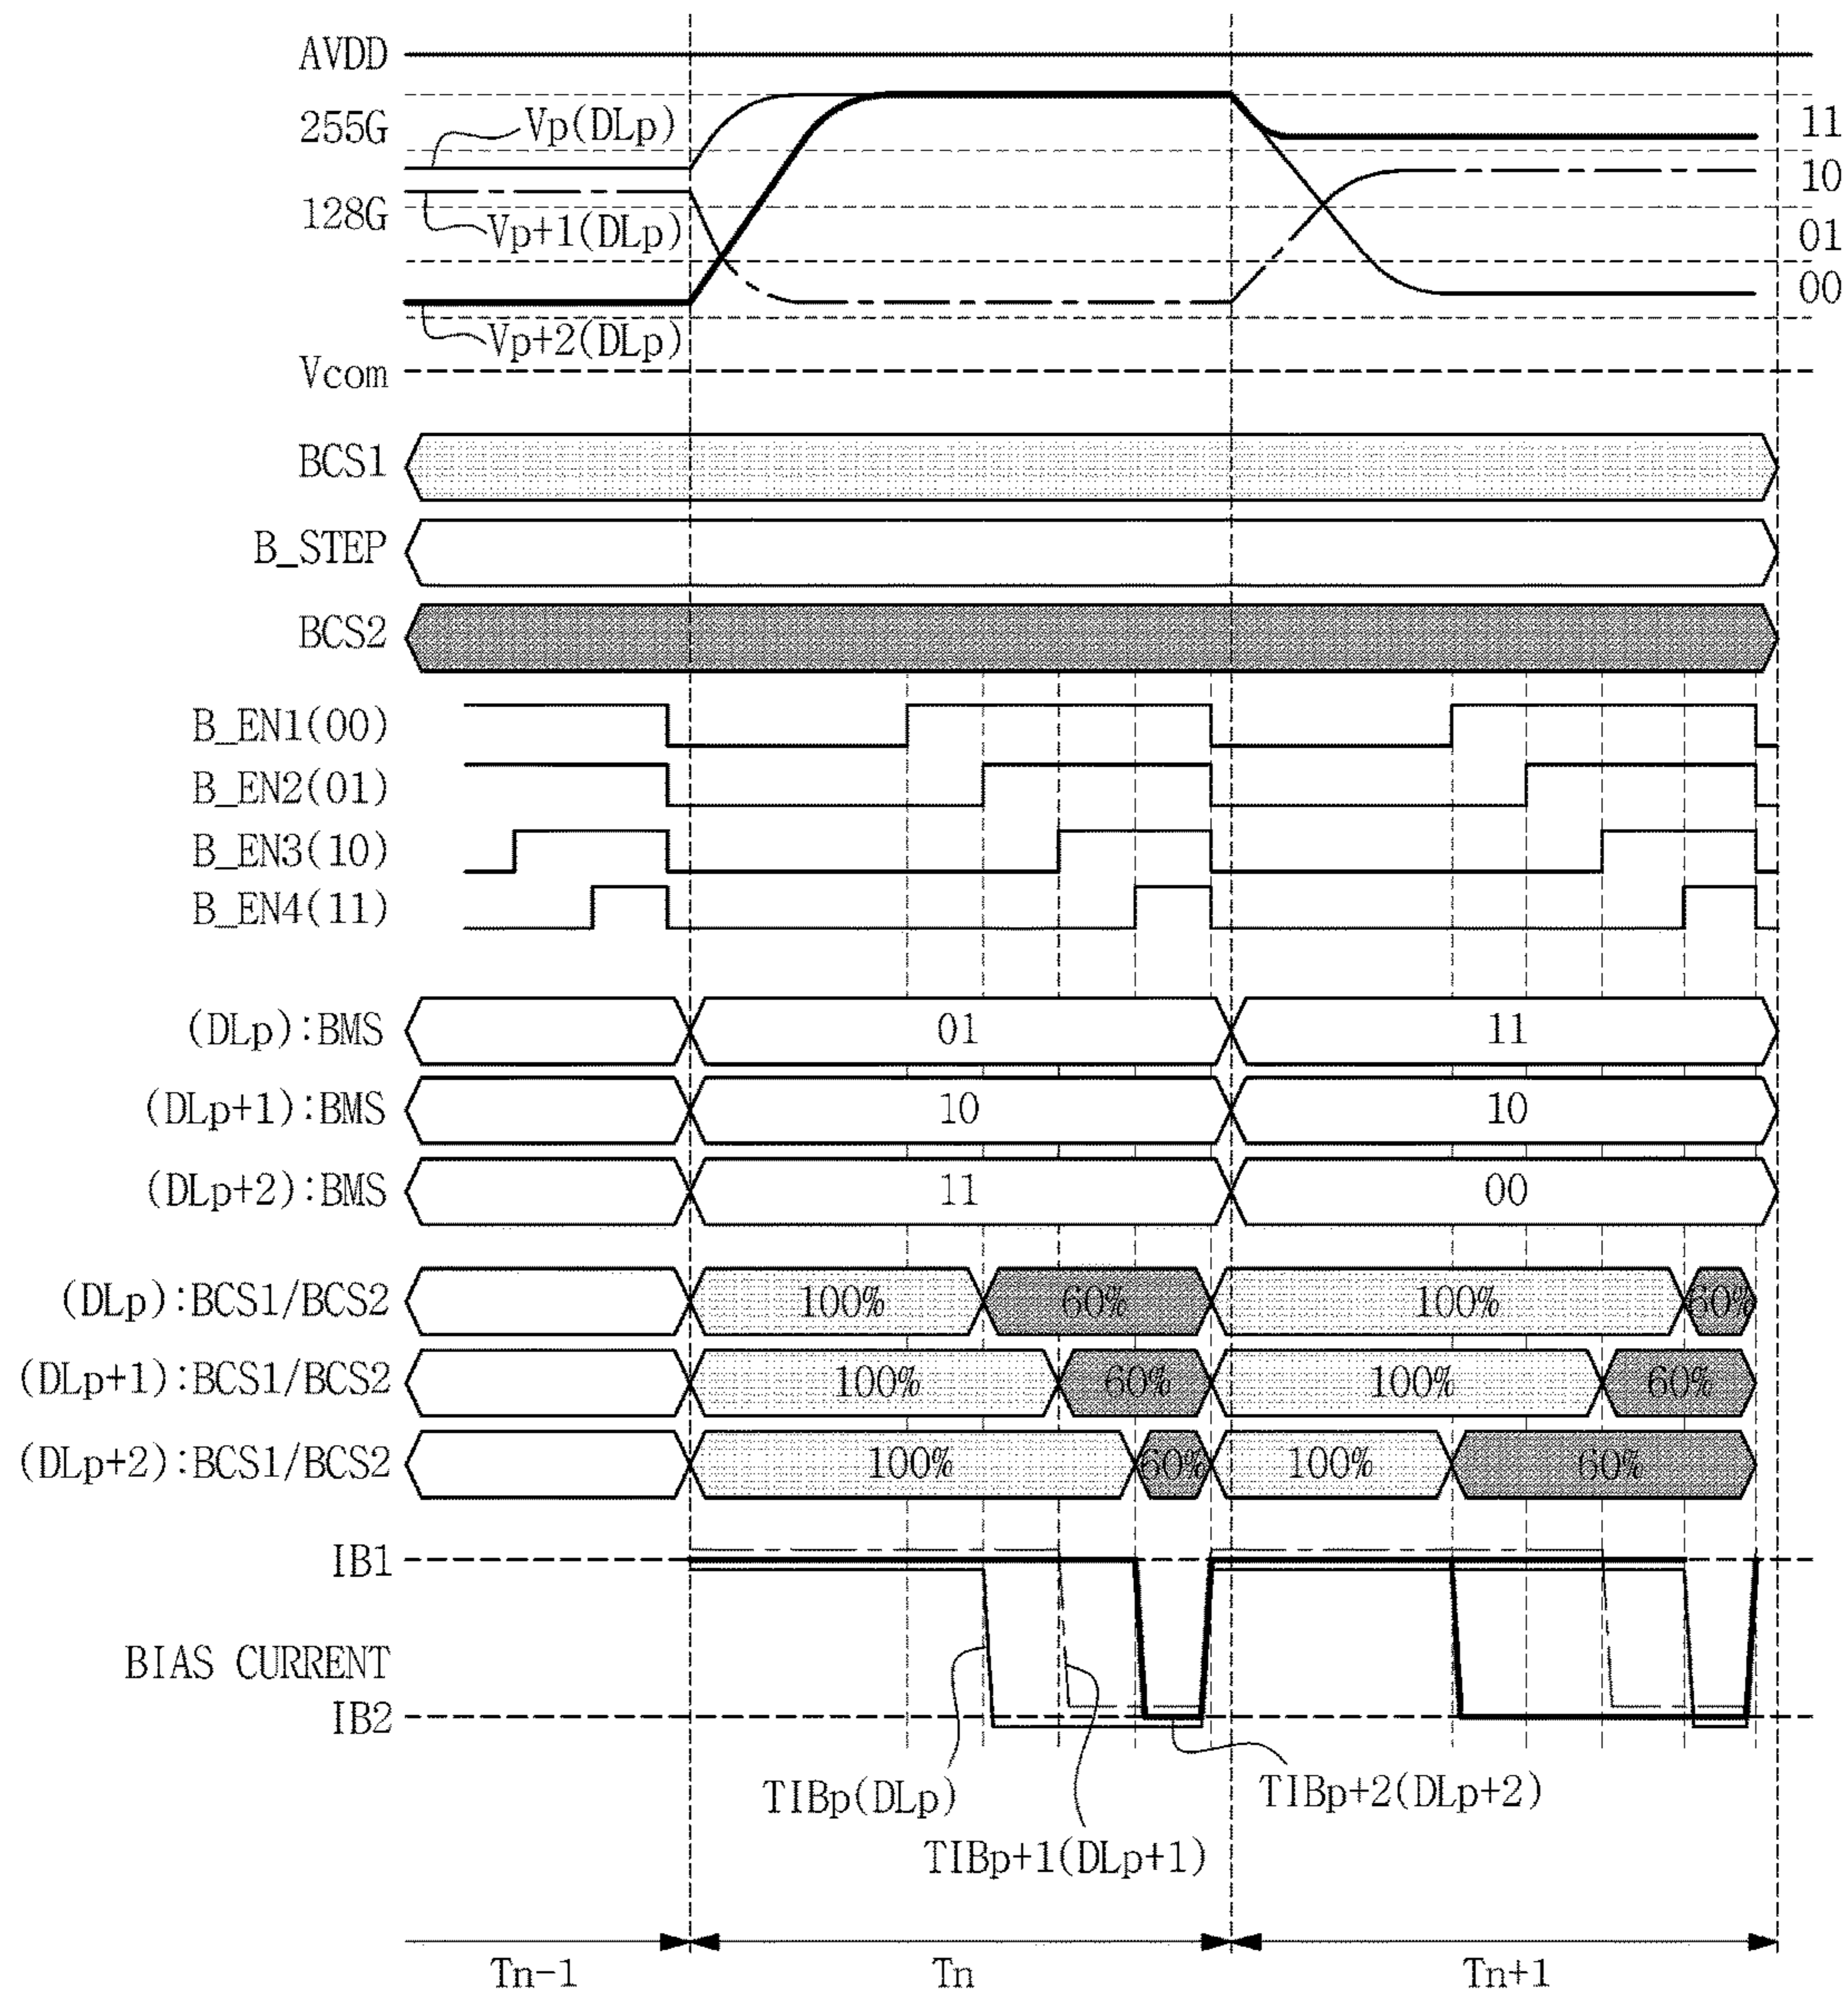 AVDD
255G
Vp(DLp)
11
10
128G
Vp+1(DLp)
01
00
Vp+2(DLp)
Vcom
BCS1
B_STEP
BCS2
B_EN1(00)
B_EN2(01)
B_EN3(10)
B_EN4(11)
(DLp):BMS 01 11
(DLp+1):BMS 10 10
(DLp+2):BMS 11 00
(DLp):BCS1/BCS2 100% 60% 100% 60%
(DLp+1):BCS1/BCS2 100% 60% 100% 60%
(DLp+2):BCS1/BCS2 100% 60% 100% 60%
IB1
BIAS CURRENT
IB2
TIBp(DLp)
TIBp+2(DLp+2)
TIBp+1(DLp+1)
Tn-1 Tn Tn+1